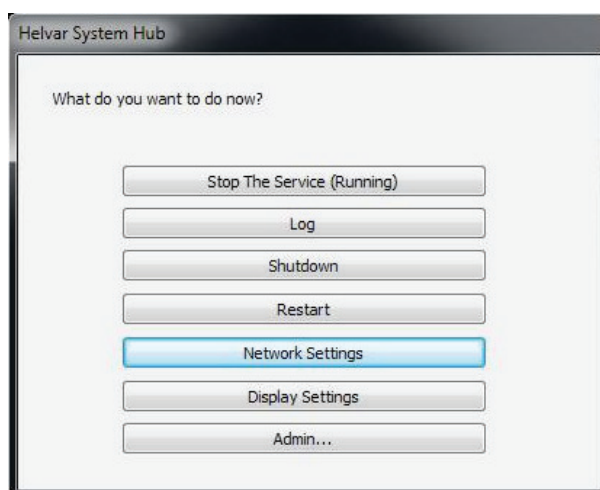 Helvar System Hub
What do you want to do now?
Stop The Service (Running)
Log
Shutdown
Restart
Network Settings
Display Settings
Admin...